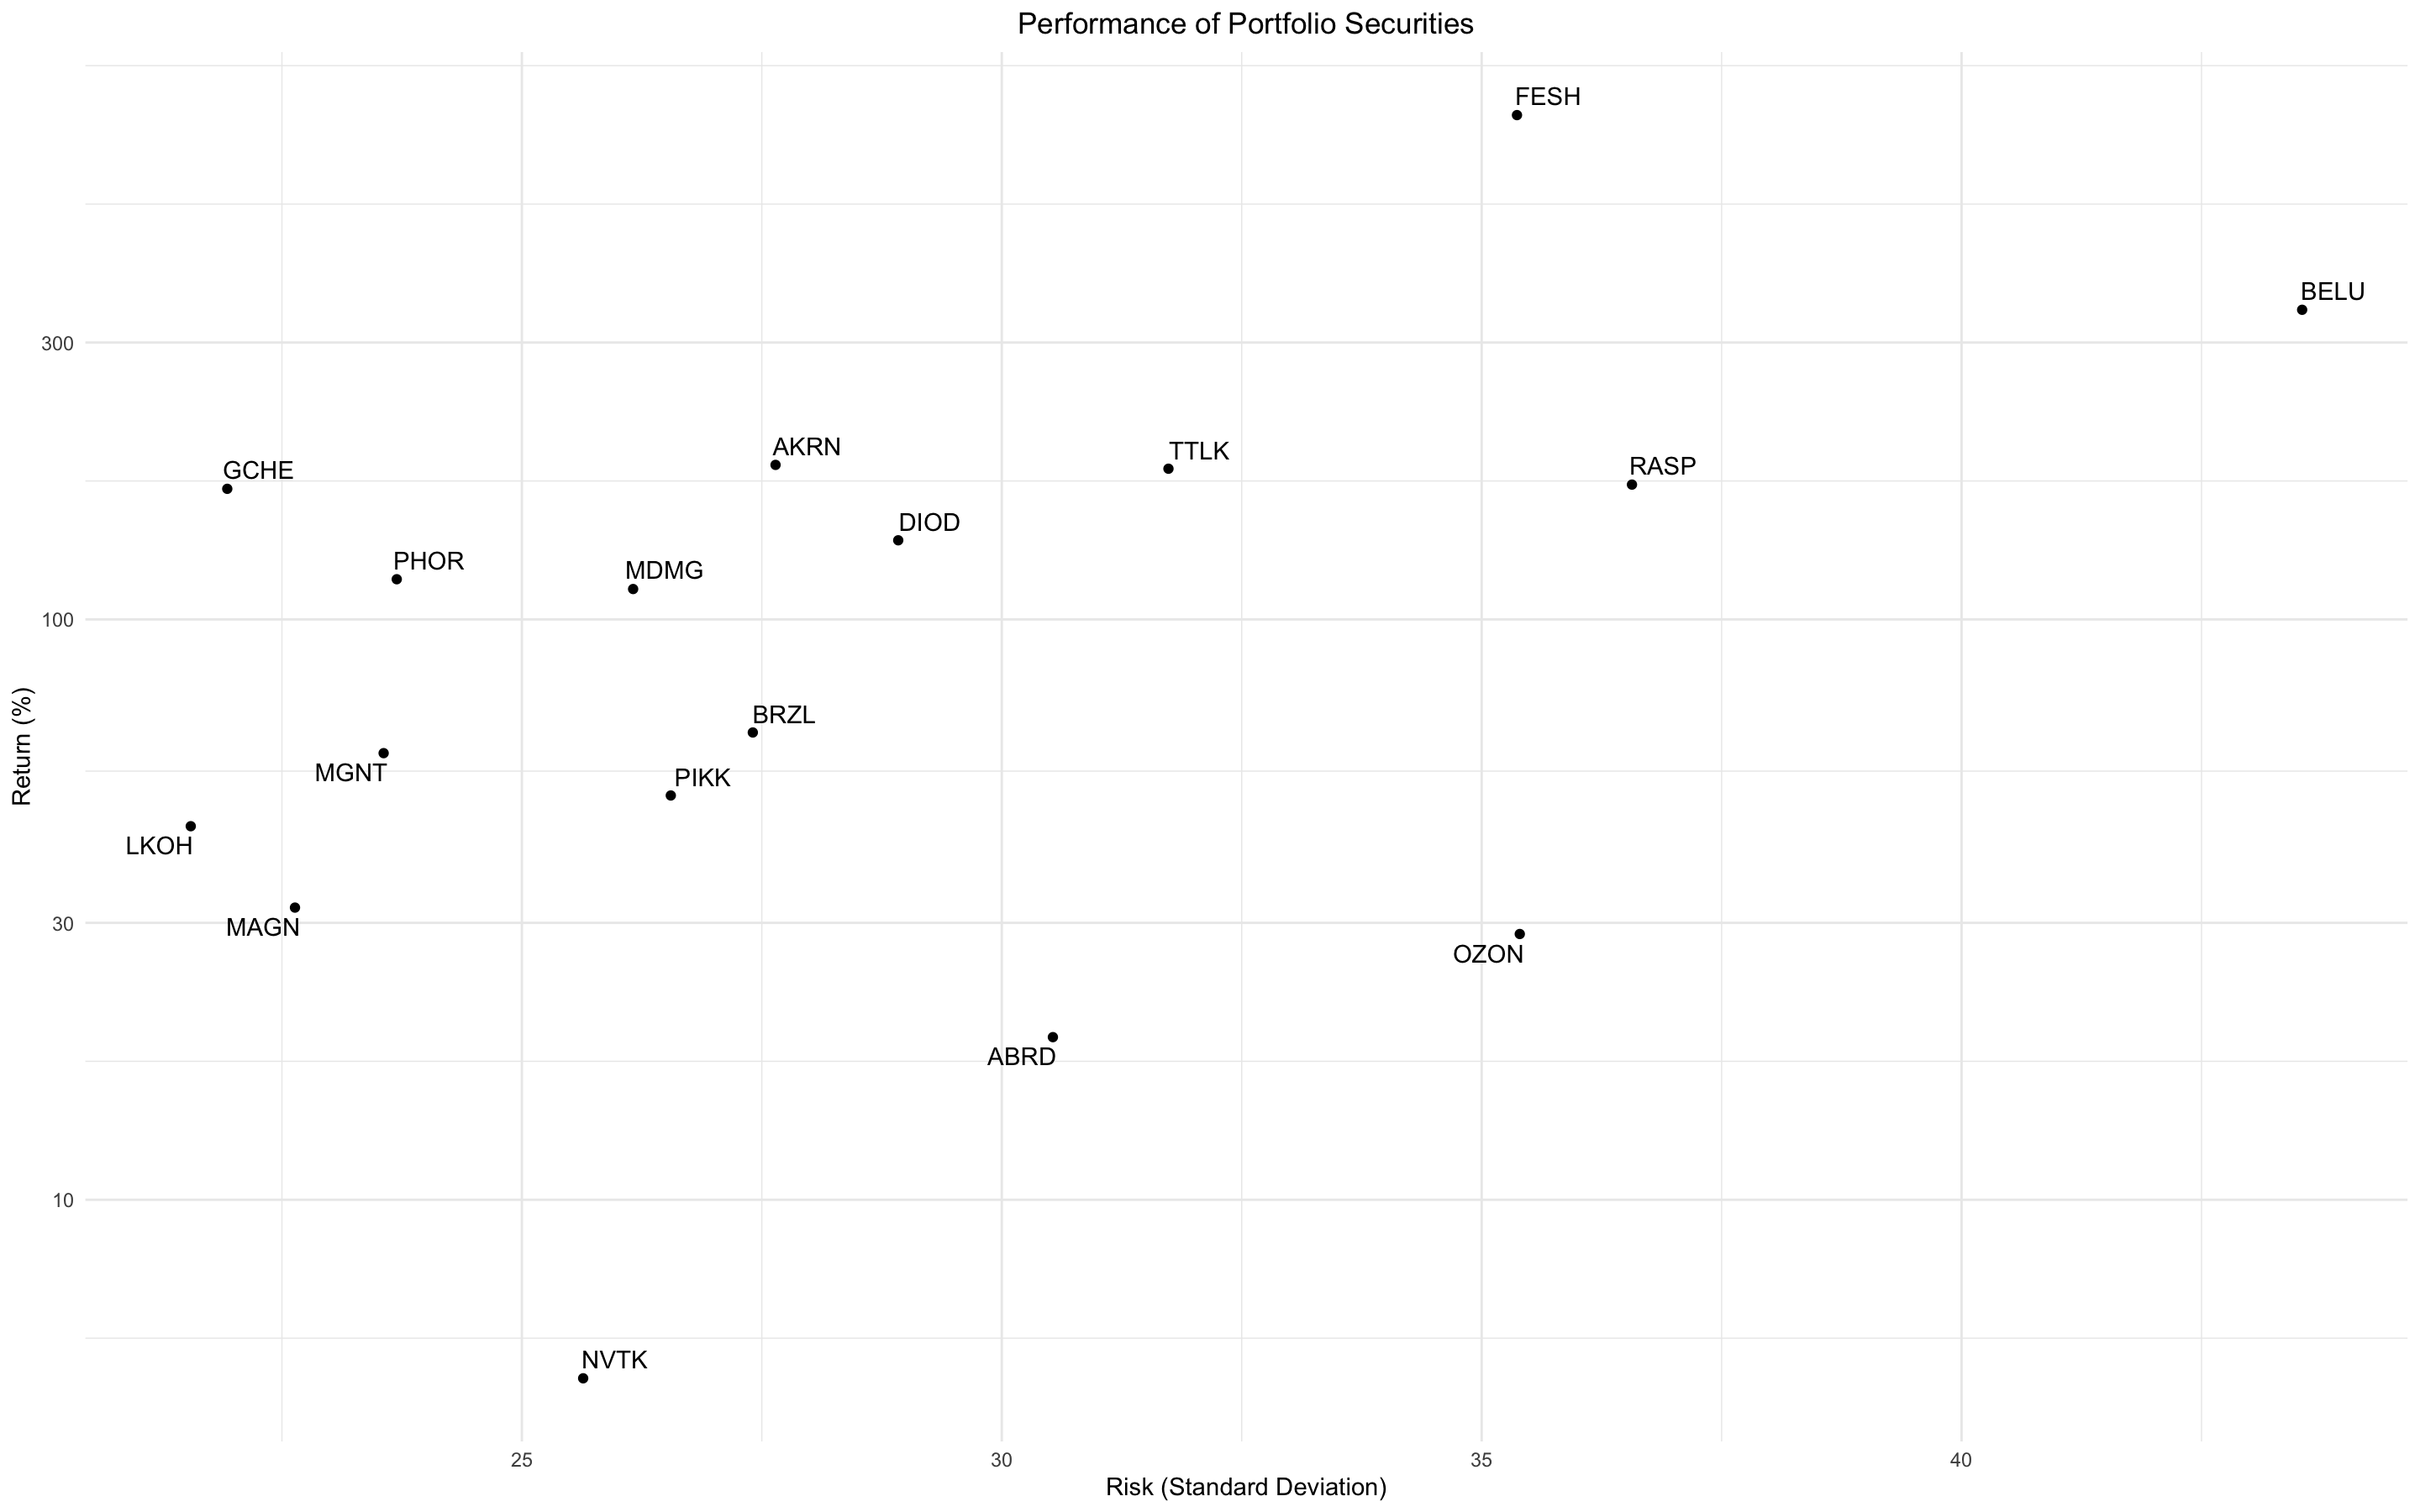 Performance of Portfolio Securities
FESH
BELU
300
AKRN
TTLK
RASP
GCHE
DIOD
PHOR
MDMG
100
Return (%)
BRZL
MGNT
PIKK
LKOH
MAGN
30
OZON
ABRD
10
NVTK
25 30 35 40
Risk (Standard Deviation)